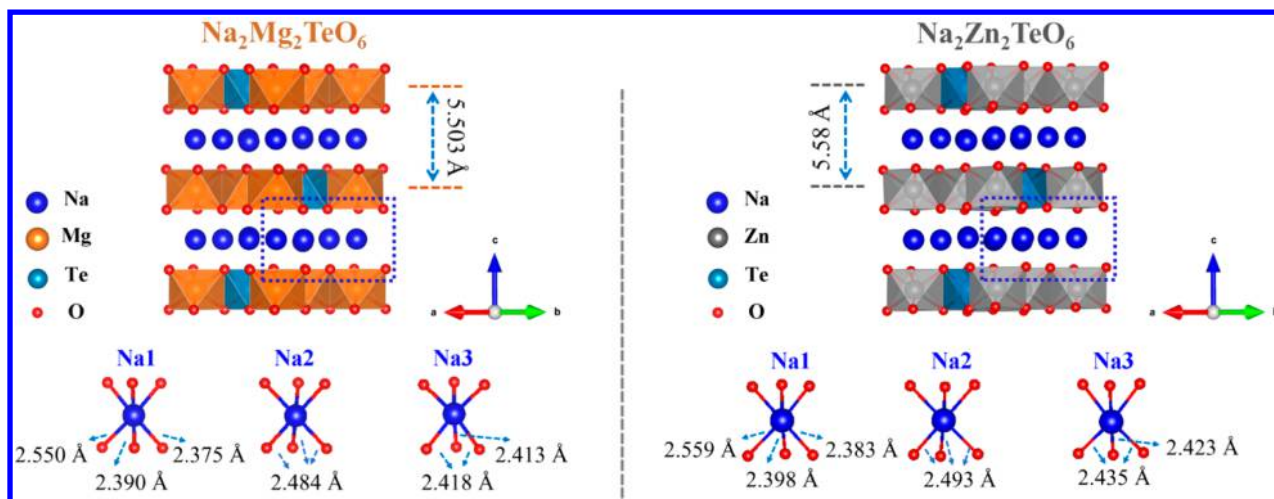 Na₂Mg₂TeO₆
5.503 Å
Na
Mg
Te
O
c
a
b
Na1
Na2
Na3
2.550 Å
2.390 Å
2.375 Å
2.484 Å
2.418 Å
2.413 Å
Na₂Zn₂TeO₆
5.58 Å
Na
Zn
Te
O
c
a
Na1
Na2
Na3
2.559 Å
2.398 Å
2.383 Å
2.493 Å
2.435 Å
2.423 Å